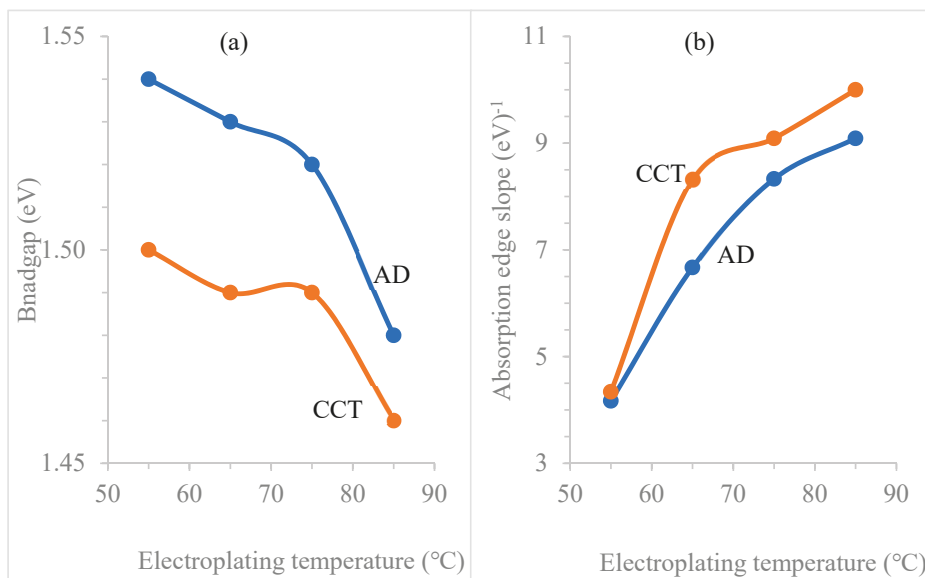 (a)
1.55
1.50
1.45
Bnadgap (eV)
AD
CCT
50 60 70 80 90
Electroplating temperature (°C)
(b)
11
9
7
5
3
Absorption edge slope (eV)⁻¹
CCT
AD
50 60 70 80 90
Electroplating temperature (°C)